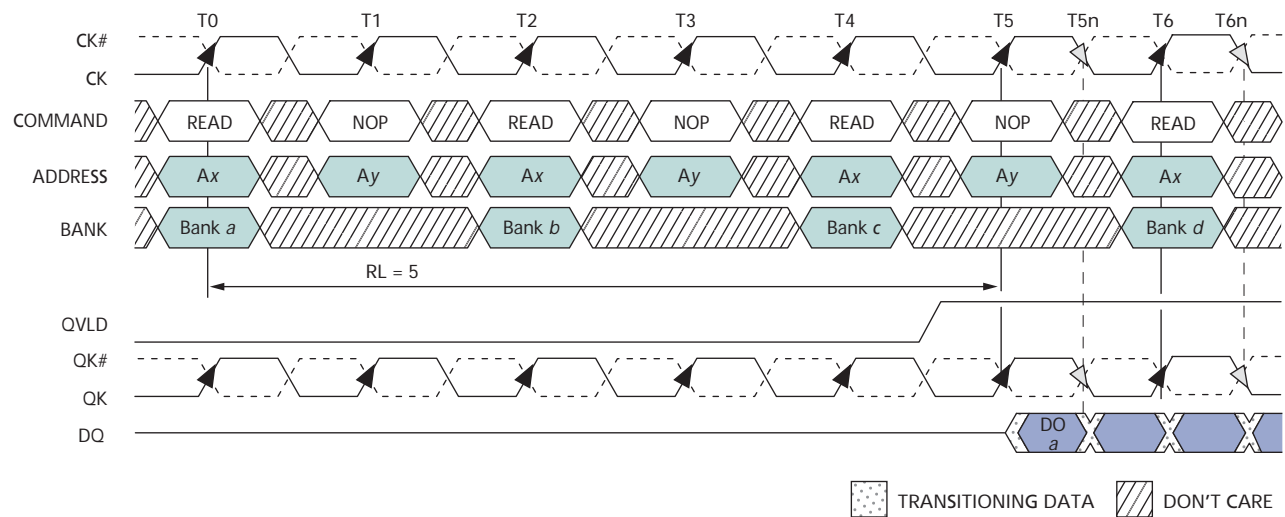 T0 T1 T2 T3 T4 T5 T5n T6 T6n
CK#
CK
COMMAND READ NOP READ NOP READ NOP READ
ADDRESS Ax Ay Ax Ay Ax Ay Ax
BANK Bank a Bank b Bank c Bank d
RL = 5
QVLD
QK#
QK
DQ DO
a
TRANSITIONING DATA DON'T CARE